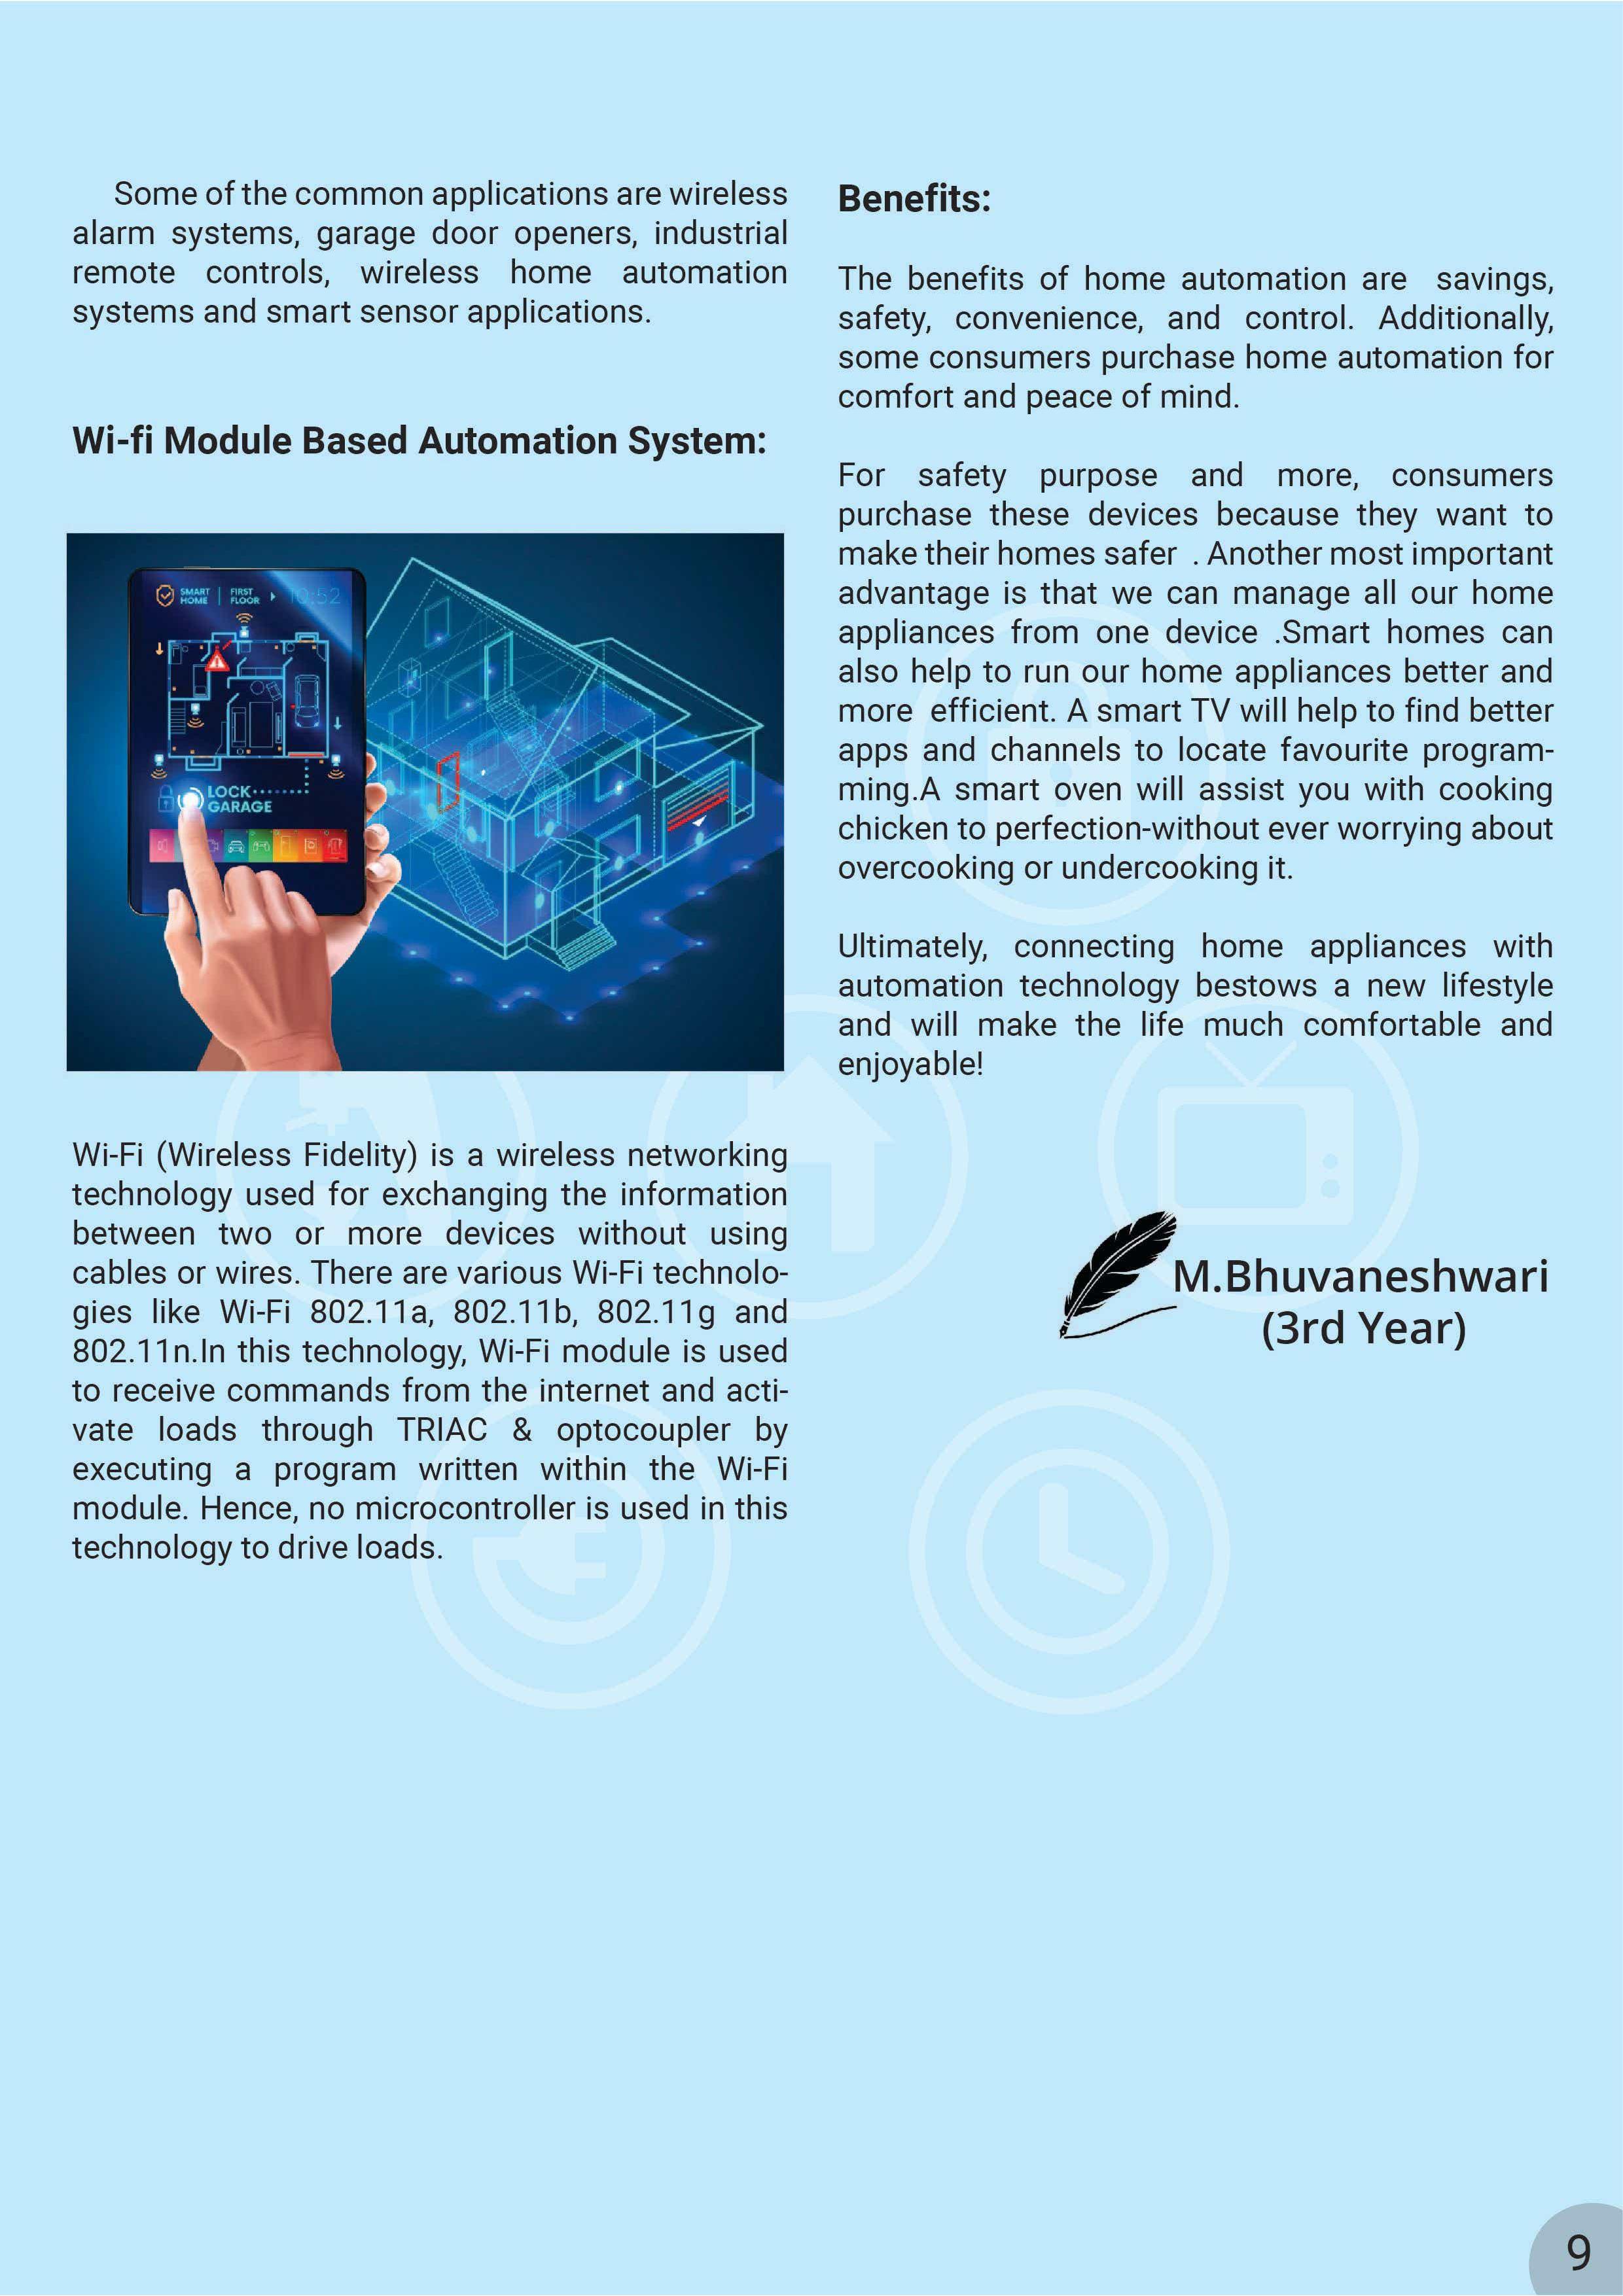 Some of the common applications are wireless
alarm systems, garage door openers, industrial
remote controls, wireless home automation
systems and smart sensor applications.
Wi-fi Module Based Automation System:
SMART HOME | FIRST FLOOR 10:52
LOCK
GARAGE
Wi-Fi (Wireless Fidelity) is a wireless networking
technology used for exchanging the information
between two or more devices without using
cables or wires. There are various Wi-Fi technolo-
gies like Wi-Fi 802.11a, 802.11b, 802.11g and
802.11n.In this technology, Wi-Fi module is used
to receive commands from the internet and acti-
vate loads through TRIAC & optocoupler by
executing a program written within the Wi-Fi
module. Hence, no microcontroller is used in this
technology to drive loads.
Benefits:
The benefits of home automation are savings,
safety, convenience, and control. Additionally,
some consumers purchase home automation for
comfort and peace of mind.
For safety purpose and more, consumers
purchase these devices because they want to
make their homes safer . Another most important
advantage is that we can manage all our home
appliances from one device .Smart homes can
also help to run our home appliances better and
more efficient. A smart TV will help to find better
apps and channels to locate favourite program-
ming.A smart oven will assist you with cooking
chicken to perfection-without ever worrying about
overcooking or undercooking it.
Ultimately, connecting home appliances with
automation technology bestows a new lifestyle
and will make the life much comfortable and
enjoyable!
M.Bhuvaneshwari
(3rd Year)
9